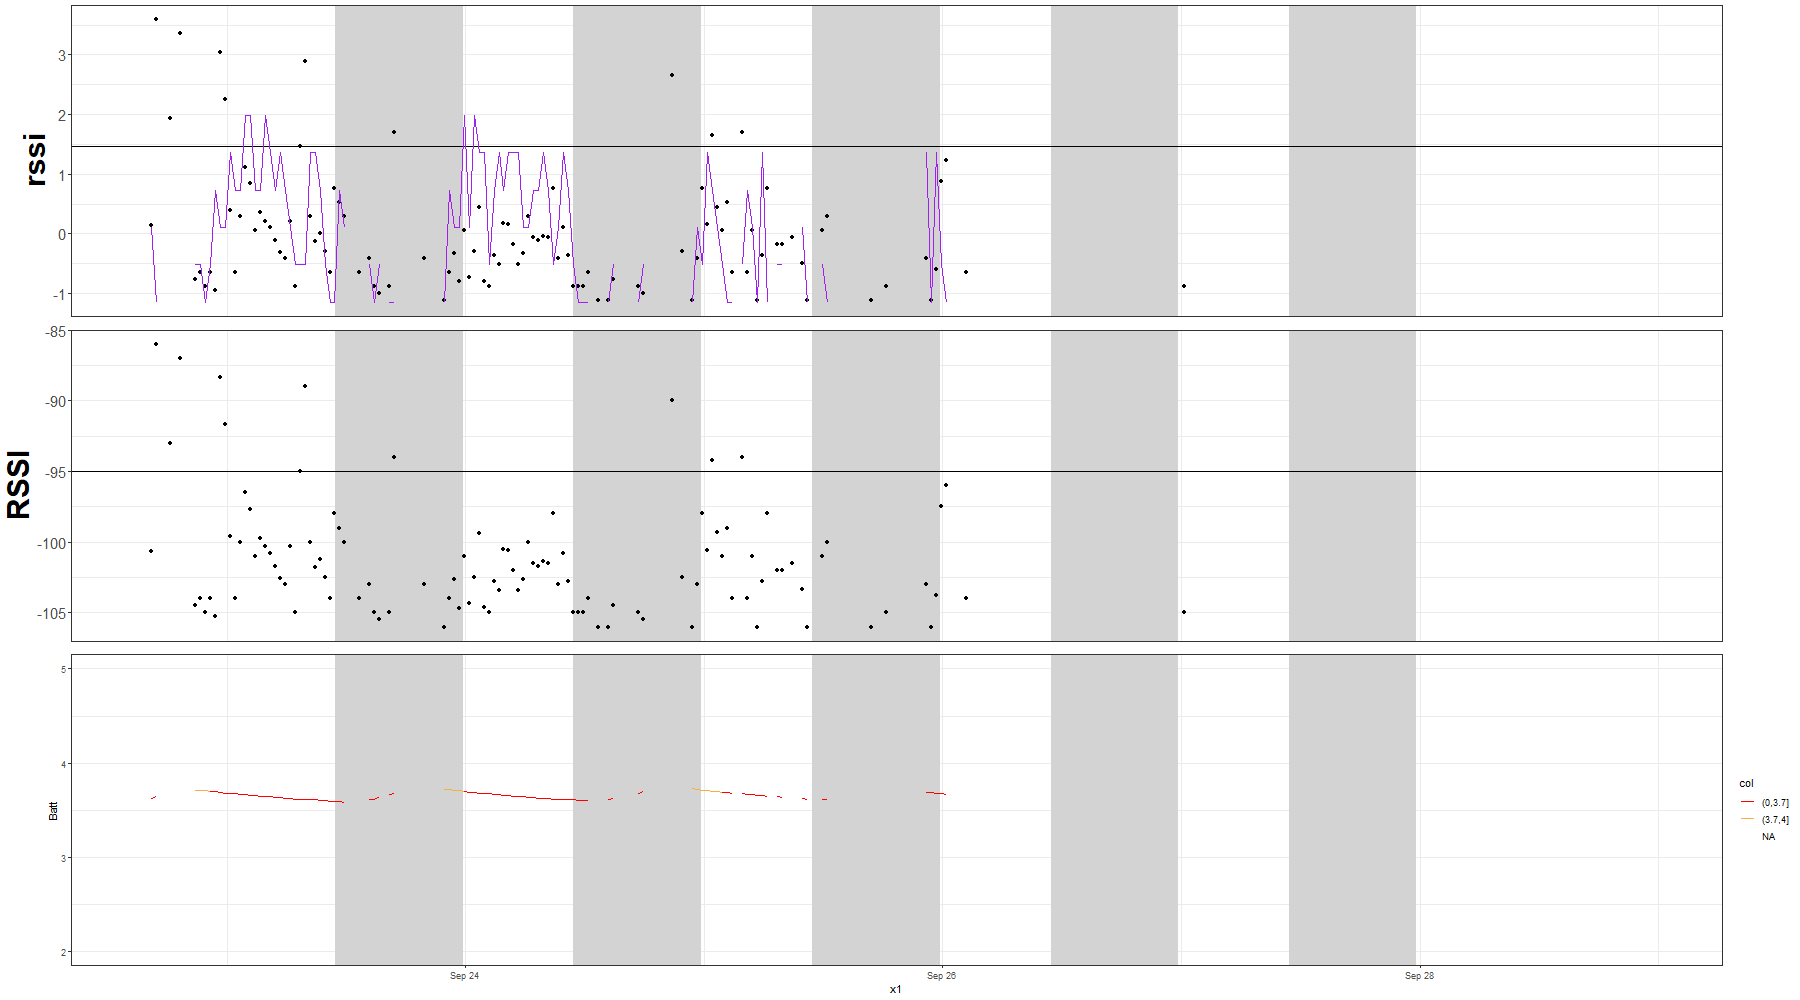 rssi
3
2
1
0
-1
RSSI
-85
-90
-95
-100
-105
Batt
5
4
3
2
Sep 24
Sep 26
Sep 28
x1
col
(0,3.7]
(3.7,4]
NA